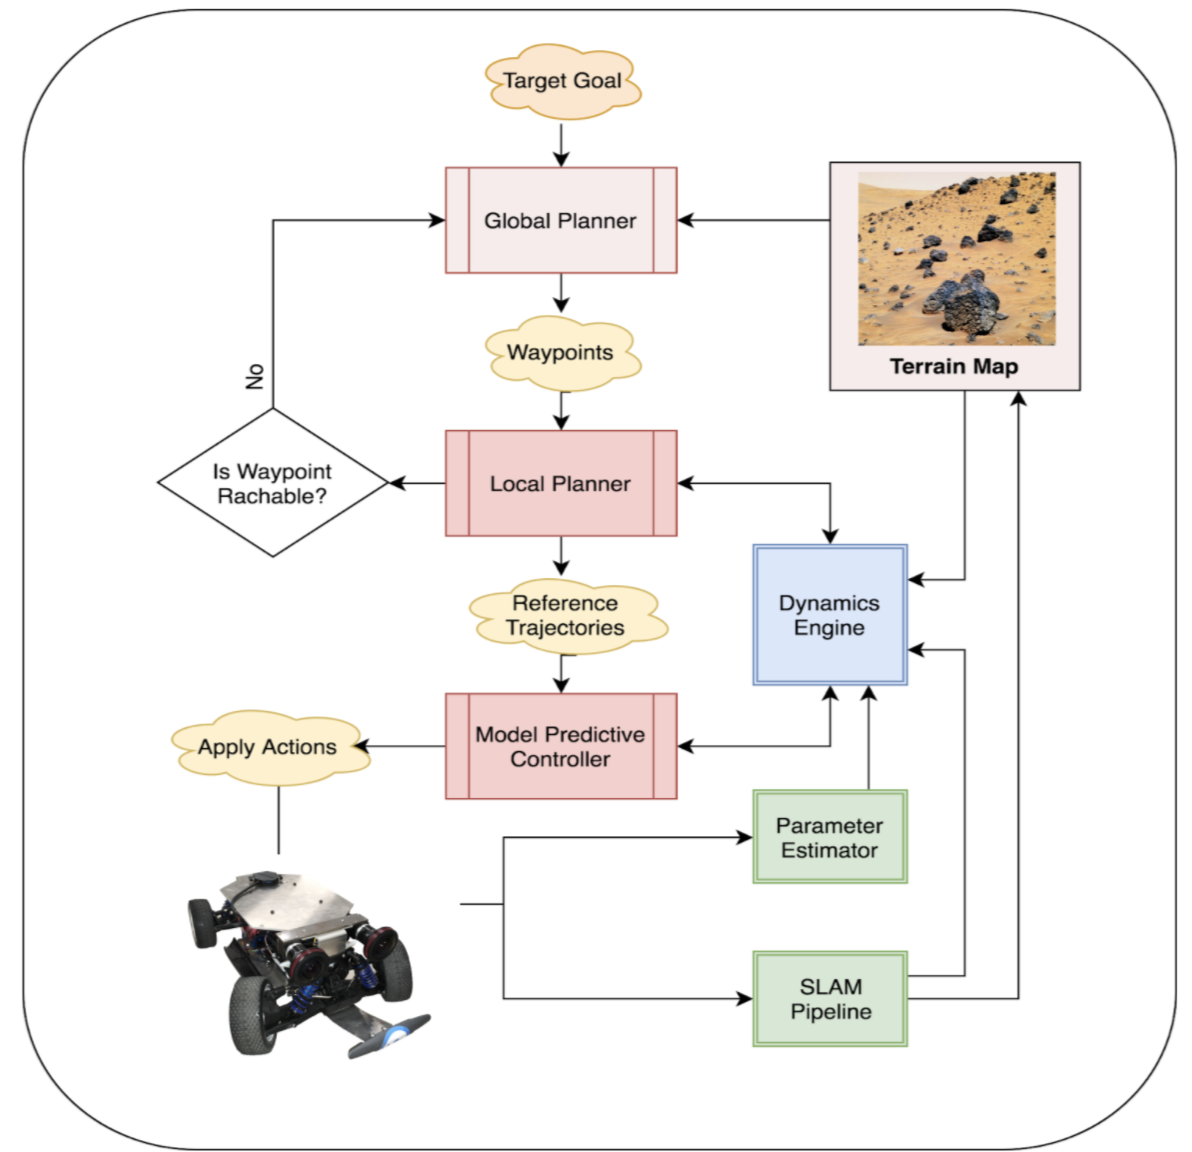 Target Goal
Global Planner
Terrain Map
Waypoints
No
Is Waypoint
Rachable?
Local Planner
Dynamics
Engine
Reference
Trajectories
Model Predictive
Controller
Apply Actions
Parameter
Estimator
SLAM
Pipeline